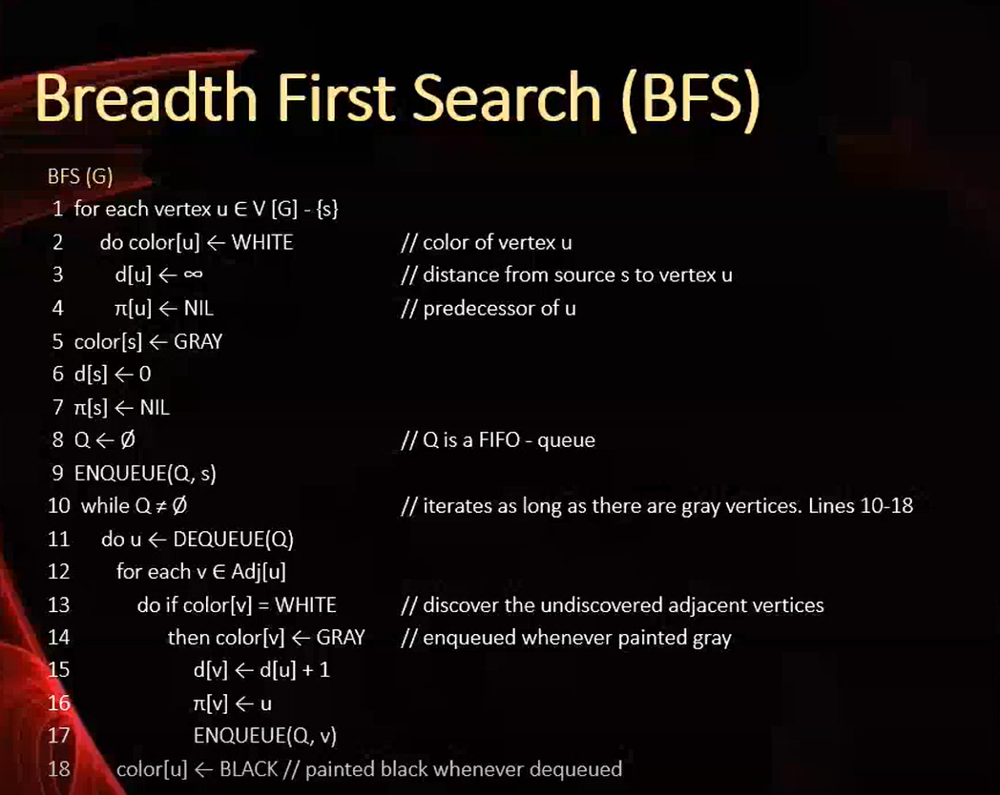 Breadth First Search (BFS)
BFS (G)
1 for each vertex u ∈ V [G] - {s}
2 do color[u] ← WHITE // color of vertex u
3 d[u] ← ∞ // distance from source s to vertex u
4 π[u] ← NIL // predecessor of u
5 color[s] ← GRAY
6 d[s] ← 0
7 π[s] ← NIL
8 Q ← Ø // Q is a FIFO - queue
9 ENQUEUE(Q, s)
10 while Q ≠ Ø // iterates as long as there are gray vertices. Lines 10-18
11 do u ← DEQUEUE(Q)
12 for each v ∈ Adj[u]
13 do if color[v] = WHITE // discover the undiscovered adjacent vertices
14 then color[v] ← GRAY // enqueued whenever painted gray
15 d[v] ← d[u] + 1
16 π[v] ← u
17 ENQUEUE(Q, v)
18 color[u] ← BLACK // painted black whenever dequeued